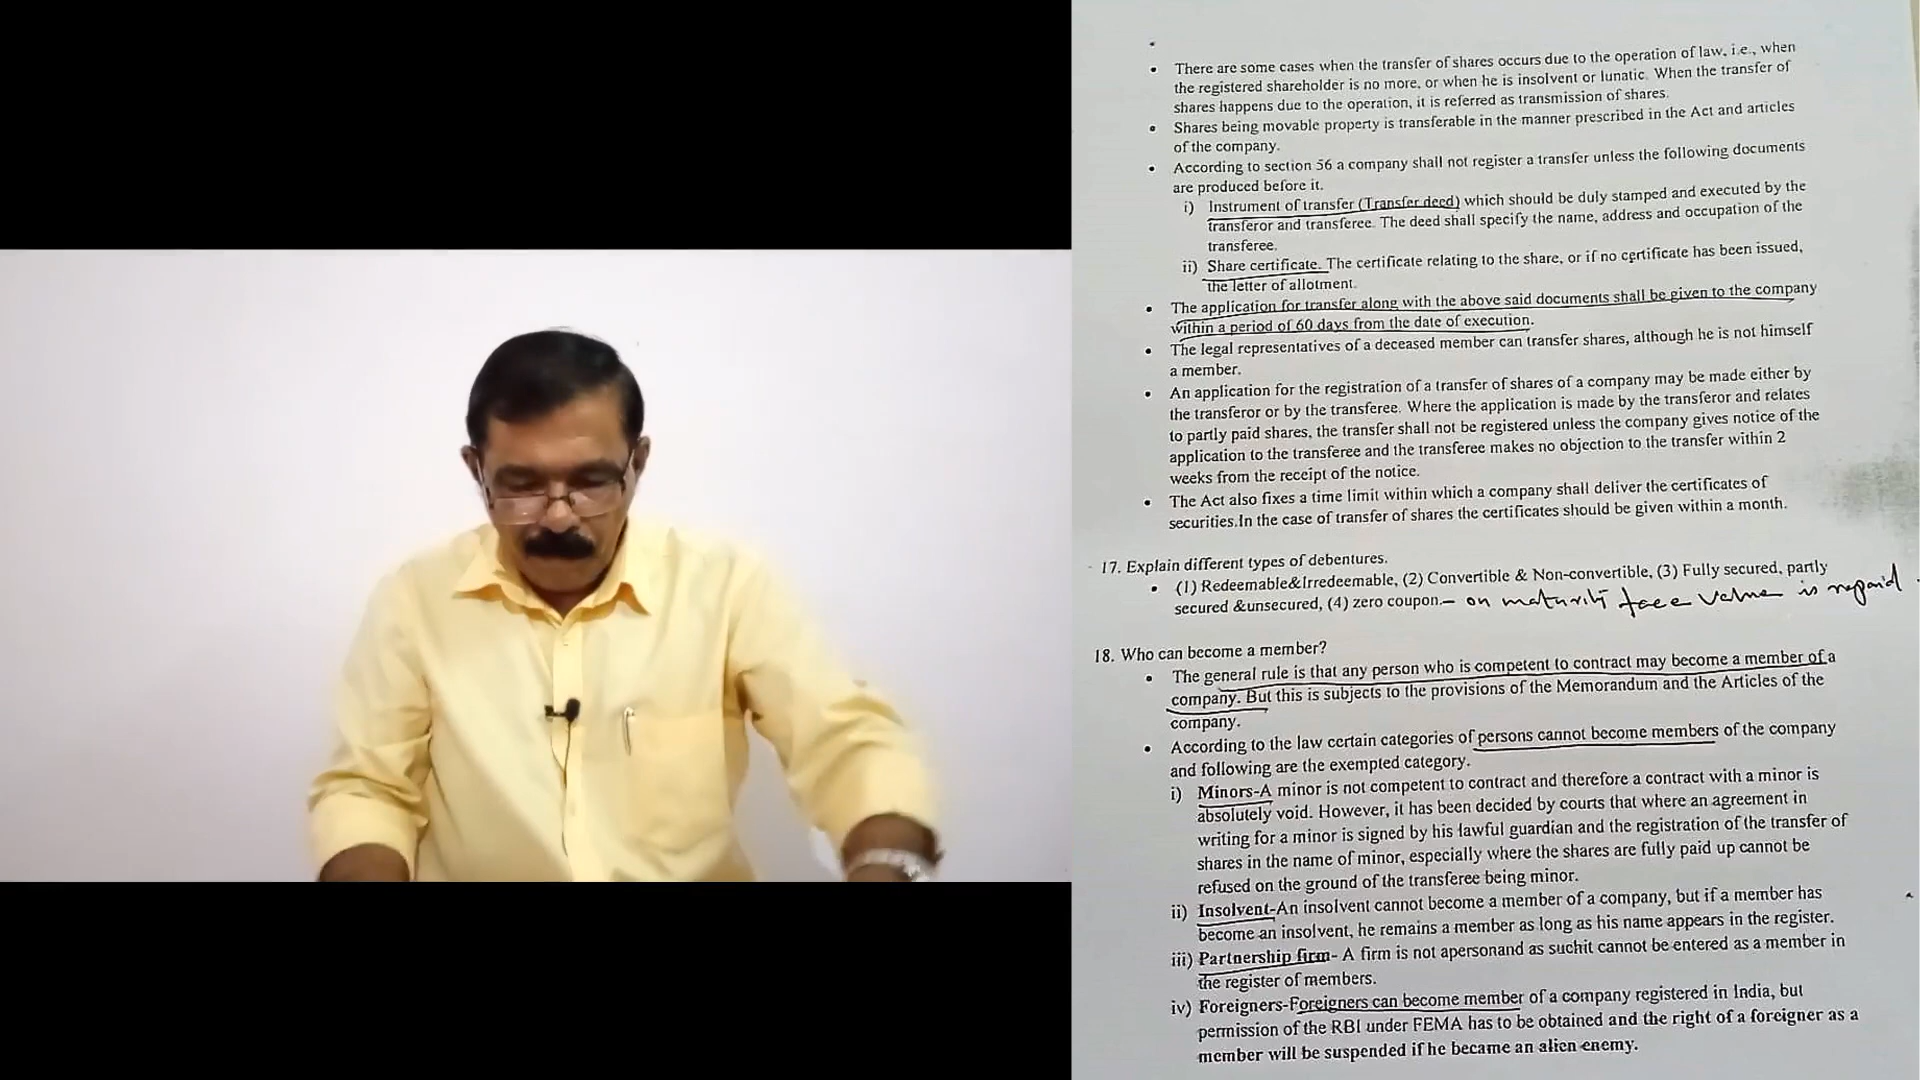 There are some cases when the transfer of shares occurs due to the operation of law, i.e., when
the registered shareholder is no more, or when he is insolvent or lunatic. When the transfer of
shares happens due to the operation, it is referred as transmission of shares.
Shares being movable property is transferable in the manner prescribed in the Act and articles
of the company.
According to section 56 a company shall not register a transfer unless the following documents
are produced before it.
i) Instrument of transfer (Transfer deed) which should be duly stamped and executed by the
transferor and transferee. The deed shall specify the name, address and occupation of the
transferee.
ii) Share certificate. The certificate relating to the share, or if no certificate has been issued,
the letter of allotment.
The application for transfer along with the above said documents shall be given to the company
within a period of 60 days from the date of execution.
The legal representatives of a deceased member can transfer shares, although he is not himself
a member.
An application for the registration of a transfer of shares of a company may be made either by
the transferor or by the transferee. Where the application is made by the transferor and relates
to partly paid shares, the transfer shall not be registered unless the company gives notice of the
application to the transferee and the transferee makes no objection to the transfer within 2
weeks from the receipt of the notice.
The Act also fixes a time limit within which a company shall deliver the certificates of
securities.In the case of transfer of shares the certificates should be given within a month.
17. Explain different types of debentures.
(1) Redeemable&Irredeemable, (2) Convertible & Non-convertible, (3) Fully secured, partly
secured &unsecured, (4) zero coupon.– on maturity face value is repaid
18. Who can become a member?
The general rule is that any person who is competent to contract may become a member of a
company. But this is subjects to the provisions of the Memorandum and the Articles of the
company.
According to the law certain categories of persons cannot become members of the company
and following are the exempted category.
i) Minors-A minor is not competent to contract and therefore a contract with a minor is
absolutely void. However, it has been decided by courts that where an agreement in
writing for a minor is signed by his lawful guardian and the registration of the transfer of
shares in the name of minor, especially where the shares are fully paid up cannot be
refused on the ground of the transferee being minor.
ii) Insolvent-An insolvent cannot become a member of a company, but if a member has
become an insolvent, he remains a member as long as his name appears in the register.
iii) Partnership firm- A firm is not apersonand as suchit cannot be entered as a member in
the register of members.
iv) Foreigners-Foreigners can become member of a company registered in India, but
permission of the RBI under FEMA has to be obtained and the right of a foreigner as a
member will be suspended if he became an alien enemy.